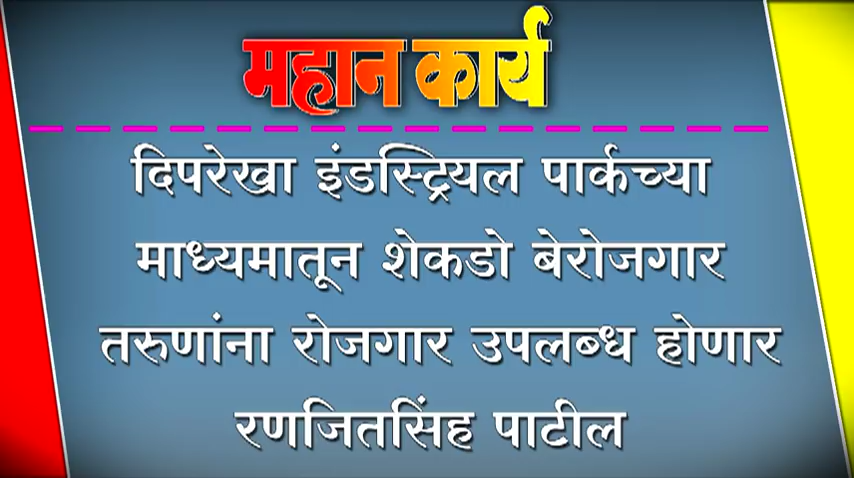 महान कार्य
दिपरेखा इंडस्ट्रियल पार्कच्या
माध्यमातून शेकडो बेरोजगार
तरुणांना रोजगार उपलब्ध होणार
रणजितसिंह पाटील